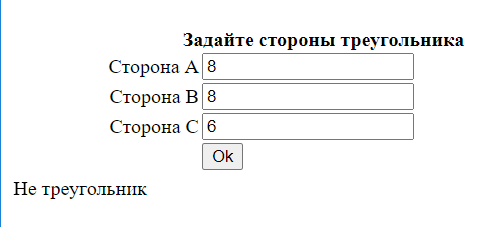 Задайте стороны треугольника
Сторона A 8
Сторона B 8
Сторона C 6
Ok
Не треугольник